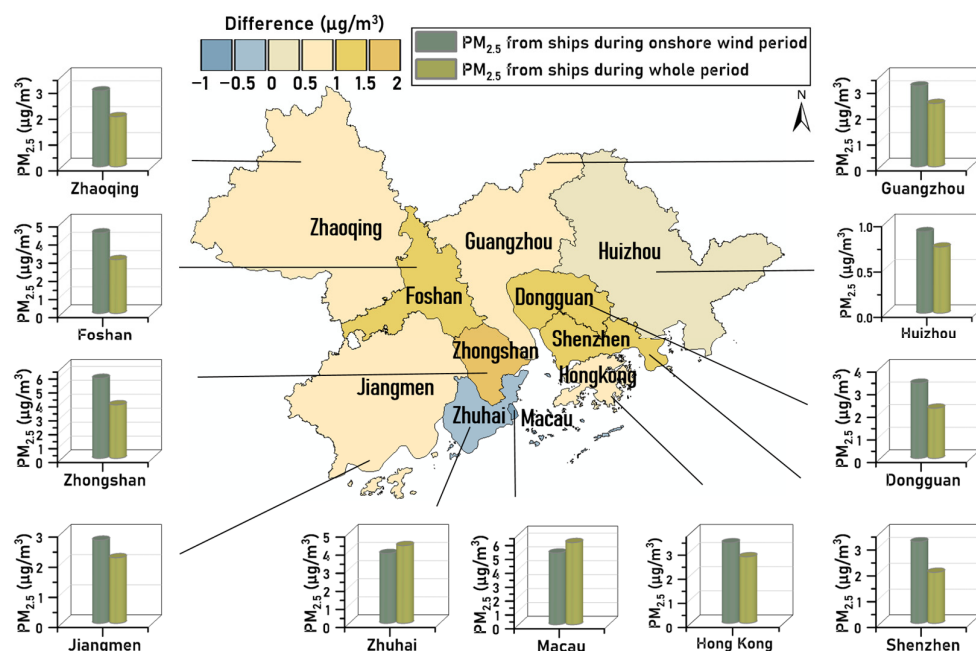 Difference (µg/m³)
−1 −0.5 0 0.5 1 1.5 2
PM2.5 from ships during onshore wind period
PM2.5 from ships during whole period
N
PM2.5 (µg/m³)
3
2
1
0
Zhaoqing
PM2.5 (µg/m³)
3
2
1
0
Guangzhou
PM2.5 (µg/m³)
5
4
3
2
1
0
Foshan
PM2.5 (µg/m³)
1.0
0.5
0.0
Huizhou
PM2.5 (µg/m³)
6
5
4
3
2
1
0
Zhongshan
PM2.5 (µg/m³)
4
3
2
1
0
Dongguan
Zhaoqing
Guangzhou
Huizhou
Foshan
Dongguan
Shenzhen
Zhongshan
Hongkong
Jiangmen
Zhuhai
Macau
PM2.5 (µg/m³)
3
2
1
0
Jiangmen
PM2.5 (µg/m³)
5
4
3
2
1
0
Zhuhai
PM2.5 (µg/m³)
6
5
4
3
2
1
0
Macau
PM2.5 (µg/m³)
3
2
1
0
Hong Kong
PM2.5 (µg/m³)
3
2
1
0
Shenzhen